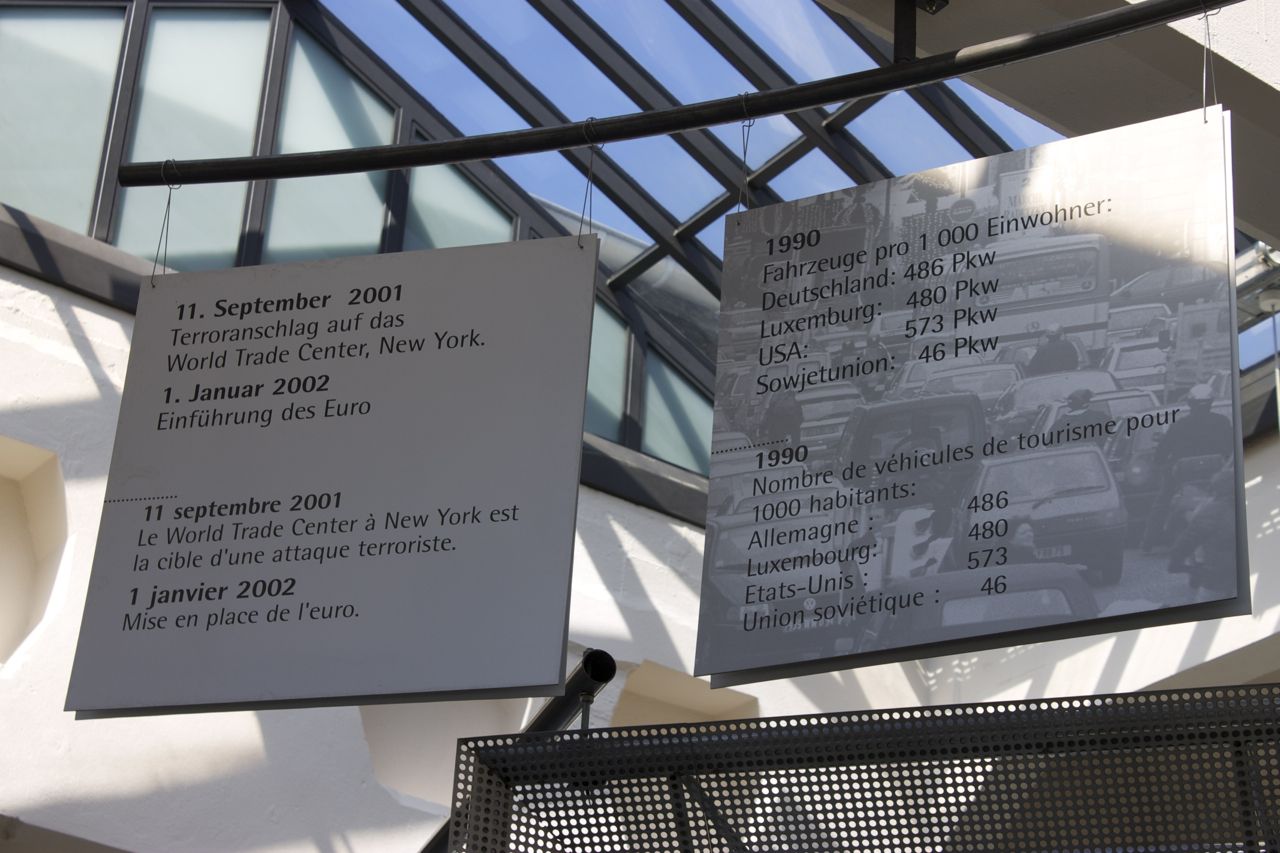 11. September 2001
Terroranschlag auf das
World Trade Center, New York.
1. Januar 2002
Einführung des Euro
11 septembre 2001
Le World Trade Center à New York est
la cible d'une attaque terroriste.
1 janvier 2002
Mise en place de l'euro.
1990
Fahrzeuge pro 1 000 Einwohner:
Deutschland: 486 Pkw
Luxemburg: 480 Pkw
USA: 573 Pkw
Sowjetunion: 46 Pkw
1990
Nombre de véhicules de tourisme pour
1000 habitants:
Allemagne : 486
Luxembourg: 480
Etats-Unis : 573
Union soviétique : 46